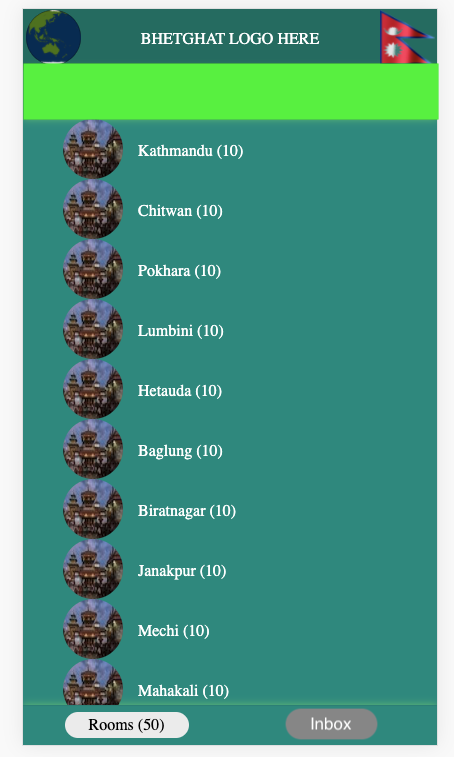 BHETGHAT LOGO HERE
Kathmandu (10)
Chitwan (10)
Pokhara (10)
Lumbini (10)
Hetauda (10)
Baglung (10)
Biratnagar (10)
Janakpur (10)
Mechi (10)
Mahakali (10)
Rooms (50) Inbox